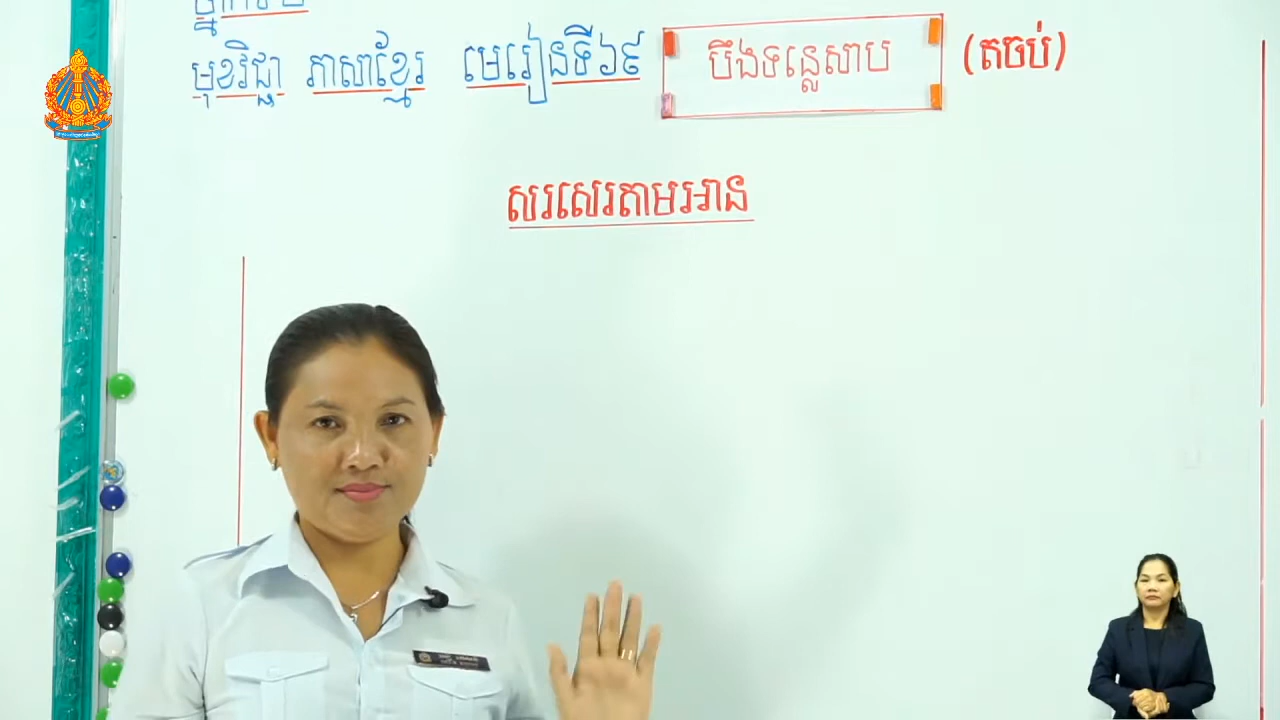 មុខវិជ្ជា ភាសាខ្មែរ មេរៀនទី៦៩ បឹងទន្លេសាប (តចប់)
សរសេរតាមអាន